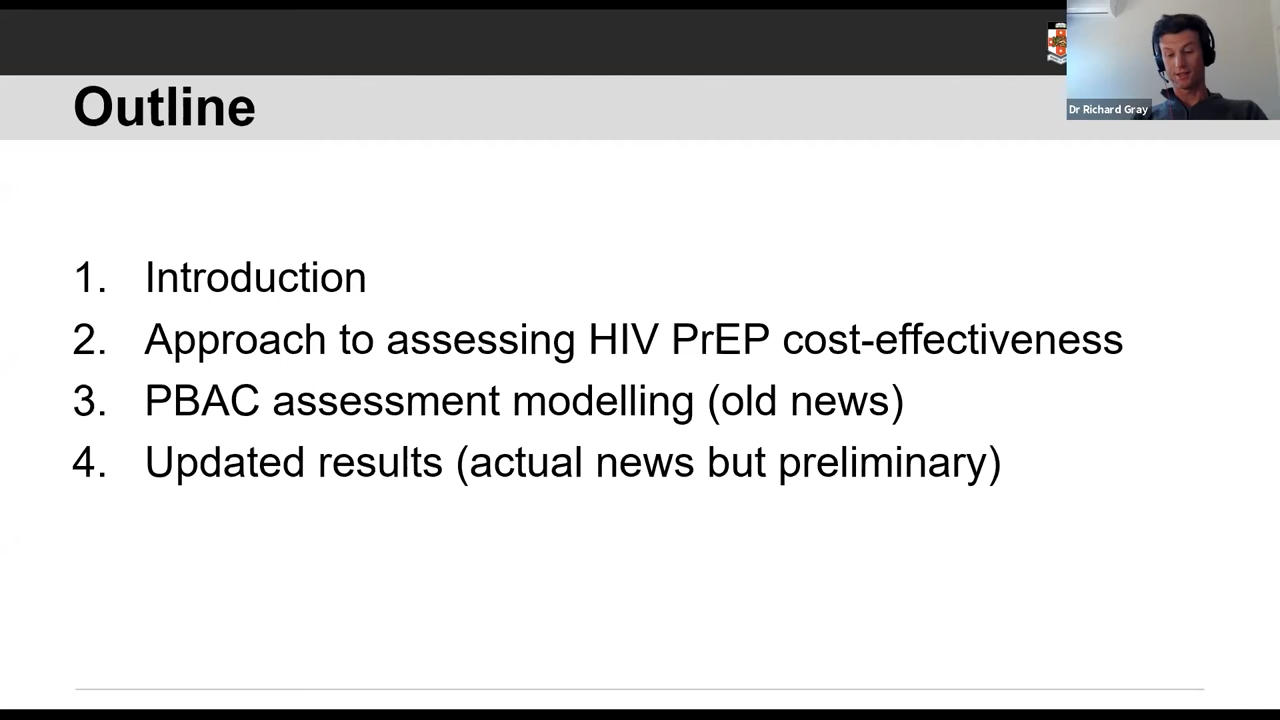 Outline
Dr Richard Gray
1. Introduction
2. Approach to assessing HIV PrEP cost-effectiveness
3. PBAC assessment modelling (old news)
4. Updated results (actual news but preliminary)